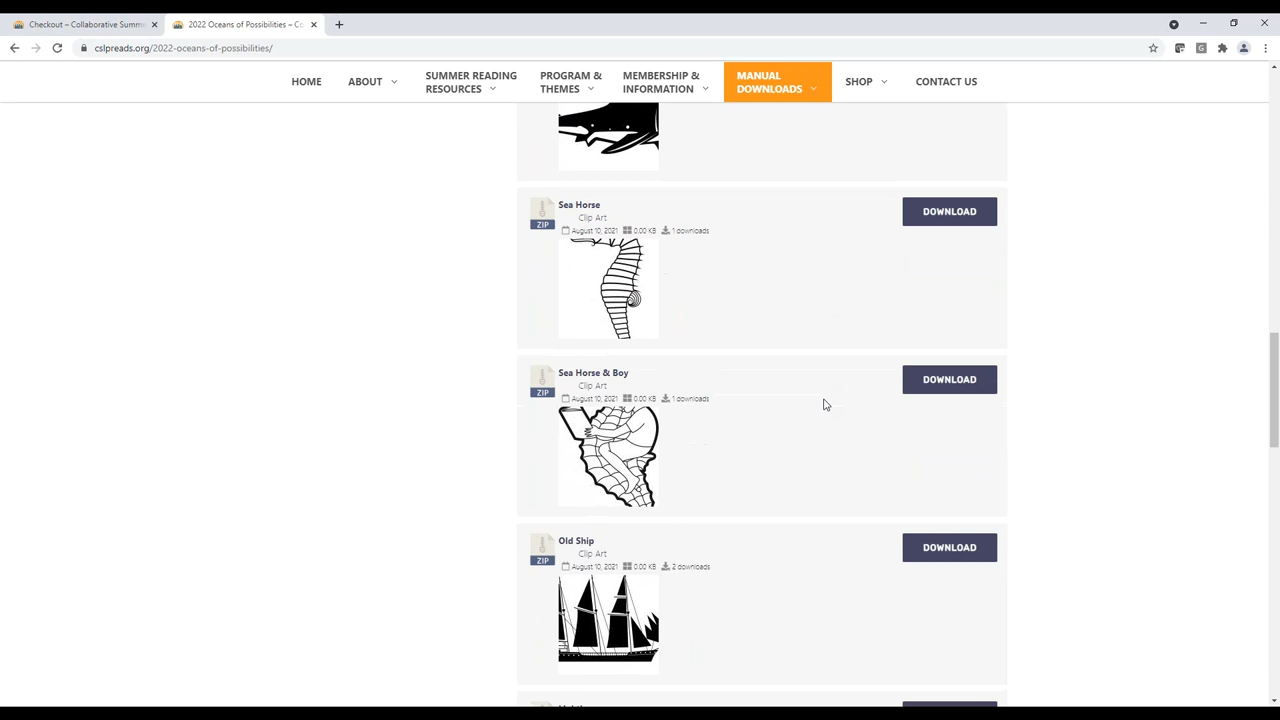 Checkout – Collaborative Summe
2022 Oceans of Possibilities – Co
cslpreads.org/2022-oceans-of-possibilities/
HOME
ABOUT
SUMMER READING
RESOURCES
PROGRAM &
THEMES
MEMBERSHIP &
INFORMATION
MANUAL
DOWNLOADS
SHOP
CONTACT US
Sea Horse
ZIP
Clip Art
August 10, 2021 0.00 KB 1 downloads
DOWNLOAD
Sea Horse & Boy
ZIP
Clip Art
August 10, 2021 0.00 KB 1 downloads
DOWNLOAD
Old Ship
ZIP
Clip Art
August 10, 2021 0.00 KB 2 downloads
DOWNLOAD